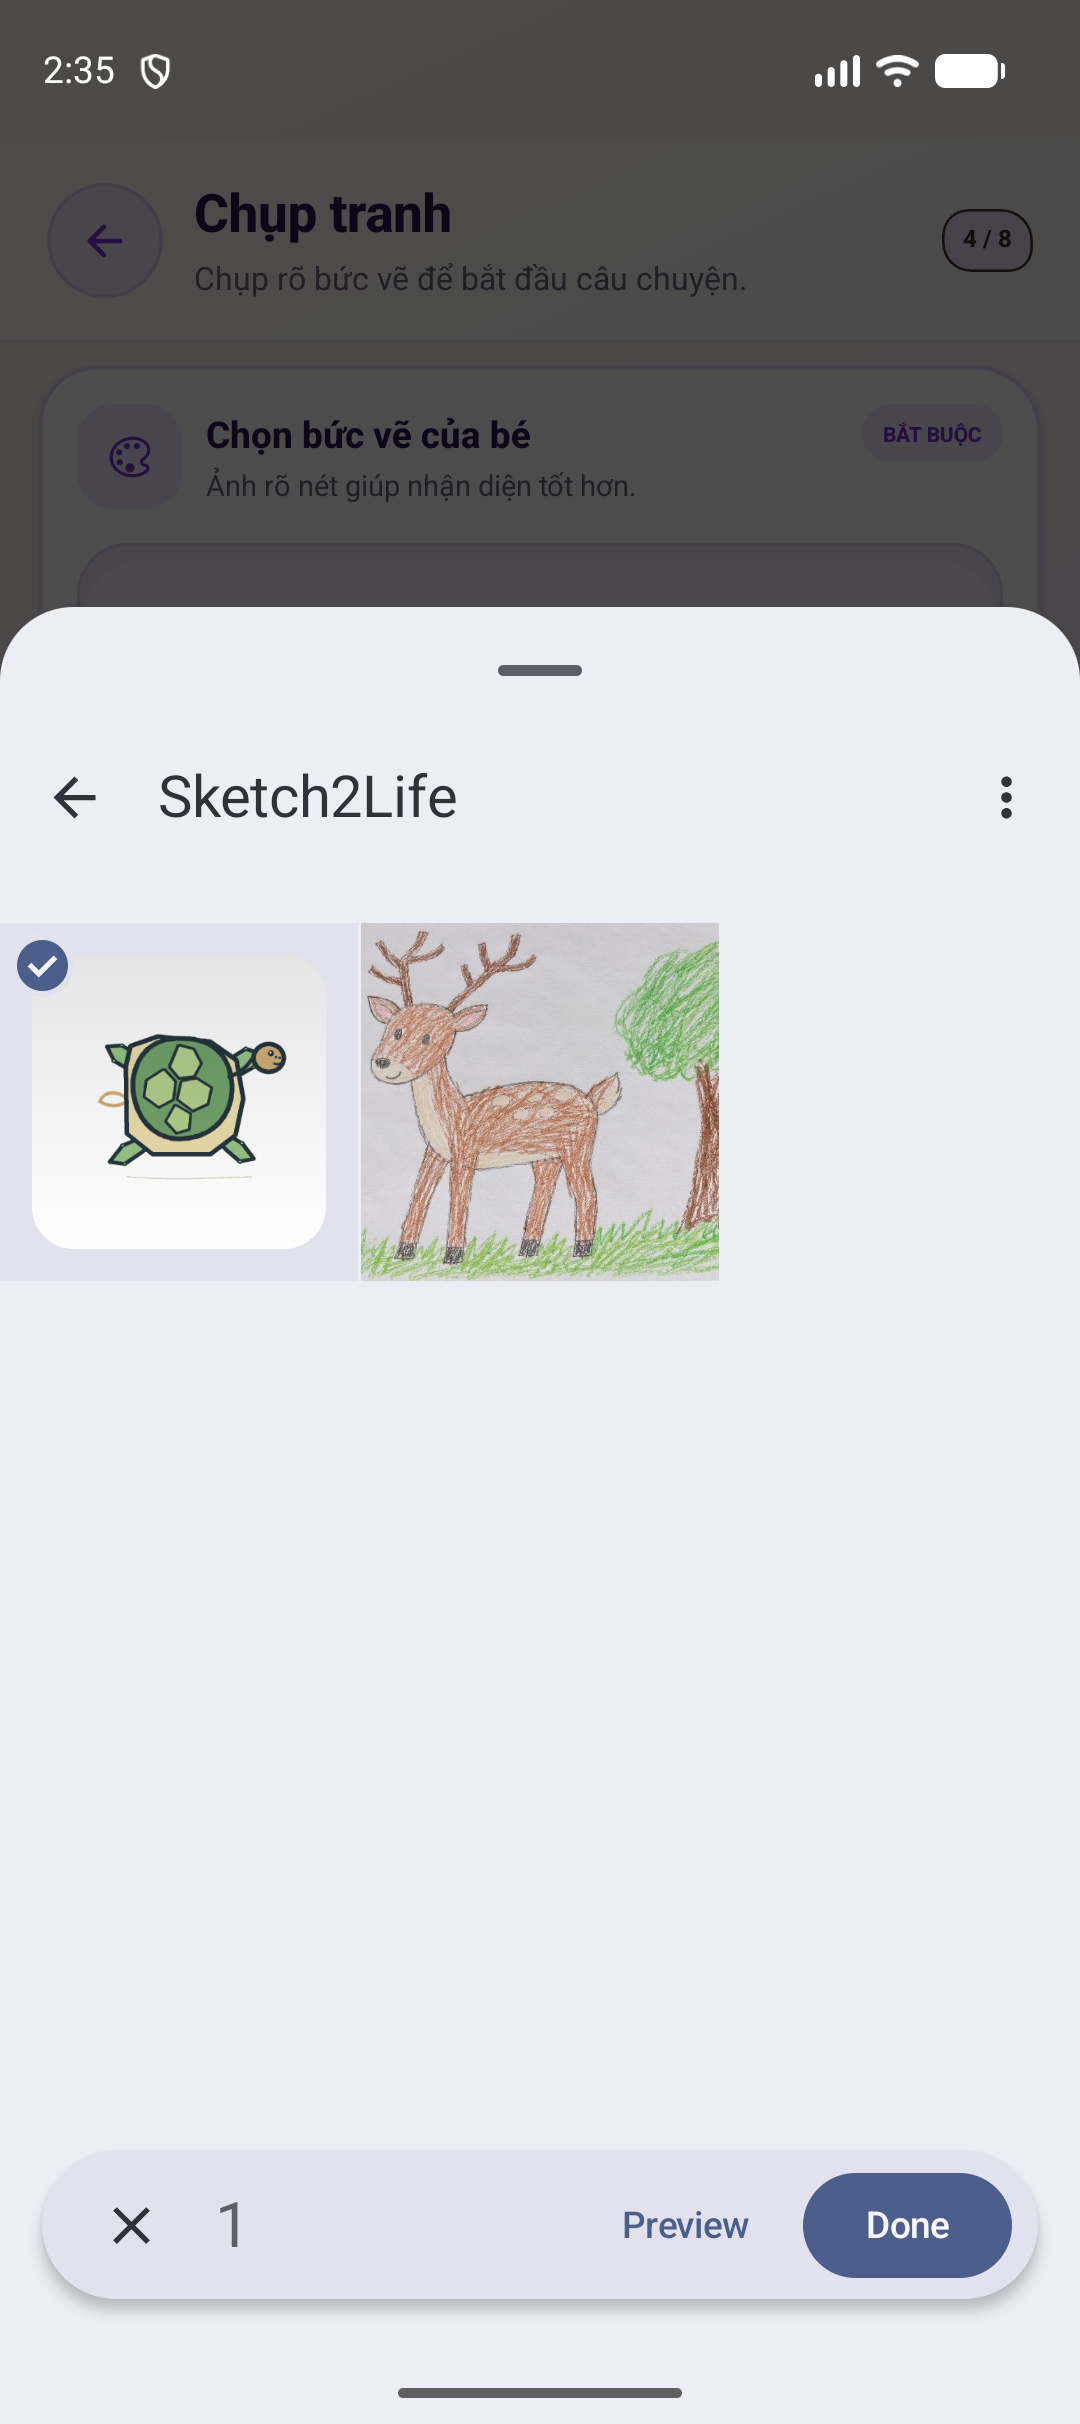 2:35
Chụp tranh
Chụp rõ bức vẽ để bắt đầu câu chuyện.
4 / 8
Chọn bức vẽ của bé
BẮT BUỘC
Ảnh rõ nét giúp nhận diện tốt hơn.
Sketch2Life
1
Preview
Done